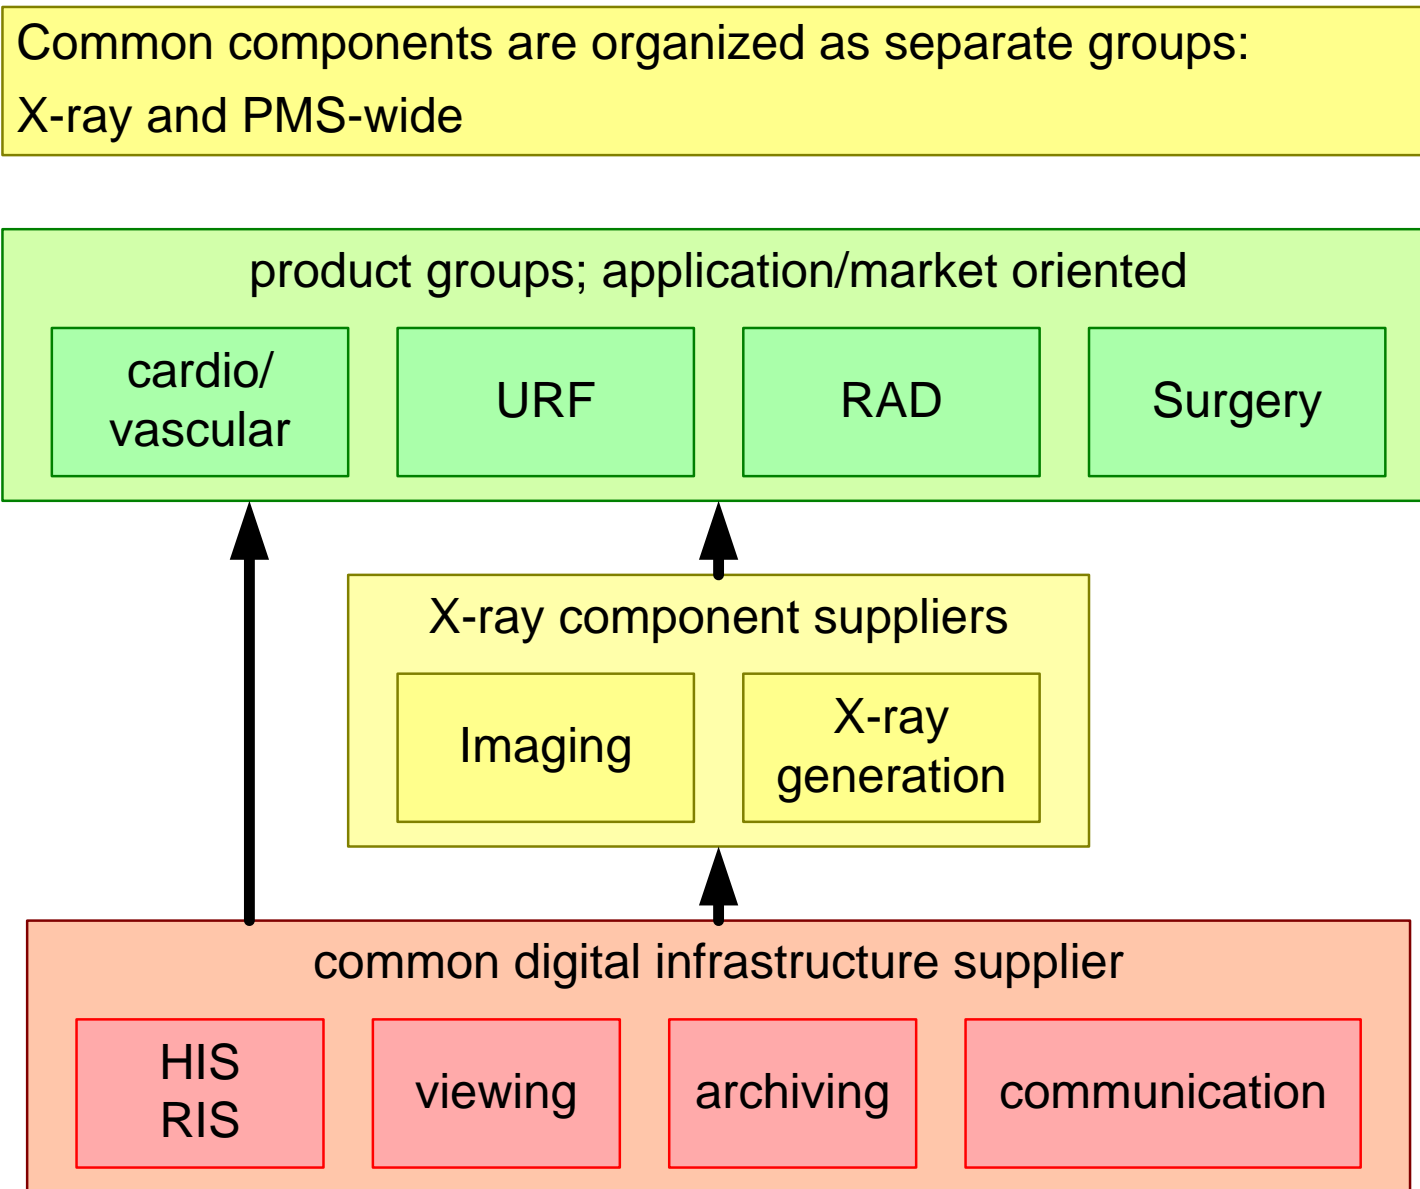 Common components are organized as separate groups:
X-ray and PMS-wide
product groups; application/market oriented
cardio/
vascular
URF
RAD
Surgery
X-ray component suppliers
Imaging
X-ray
generation
common digital infrastructure supplier
HIS
RIS
viewing
archiving
communication